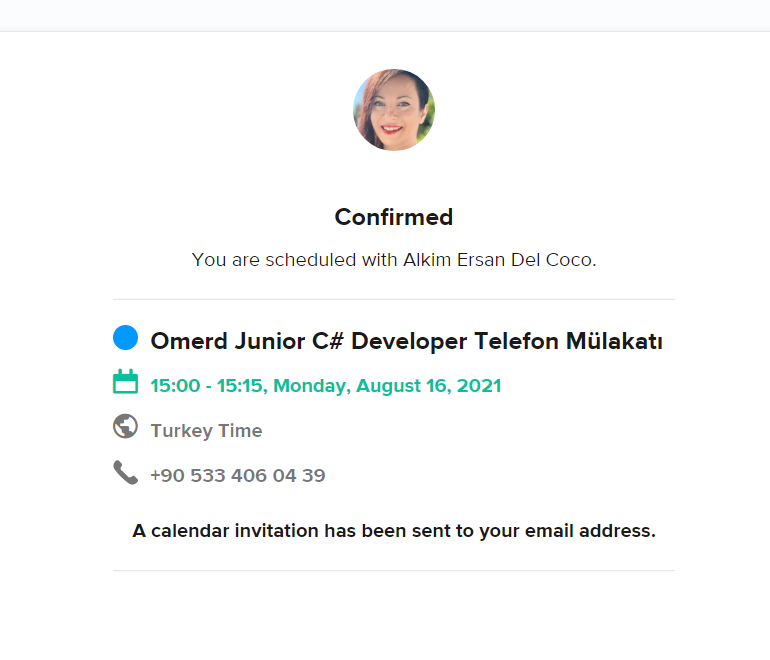 Confirmed
You are scheduled with Alkim Ersan Del Coco.
Omerd Junior C# Developer Telefon Mülakatı
15:00 - 15:15, Monday, August 16, 2021
Turkey Time
+90 533 406 04 39
A calendar invitation has been sent to your email address.